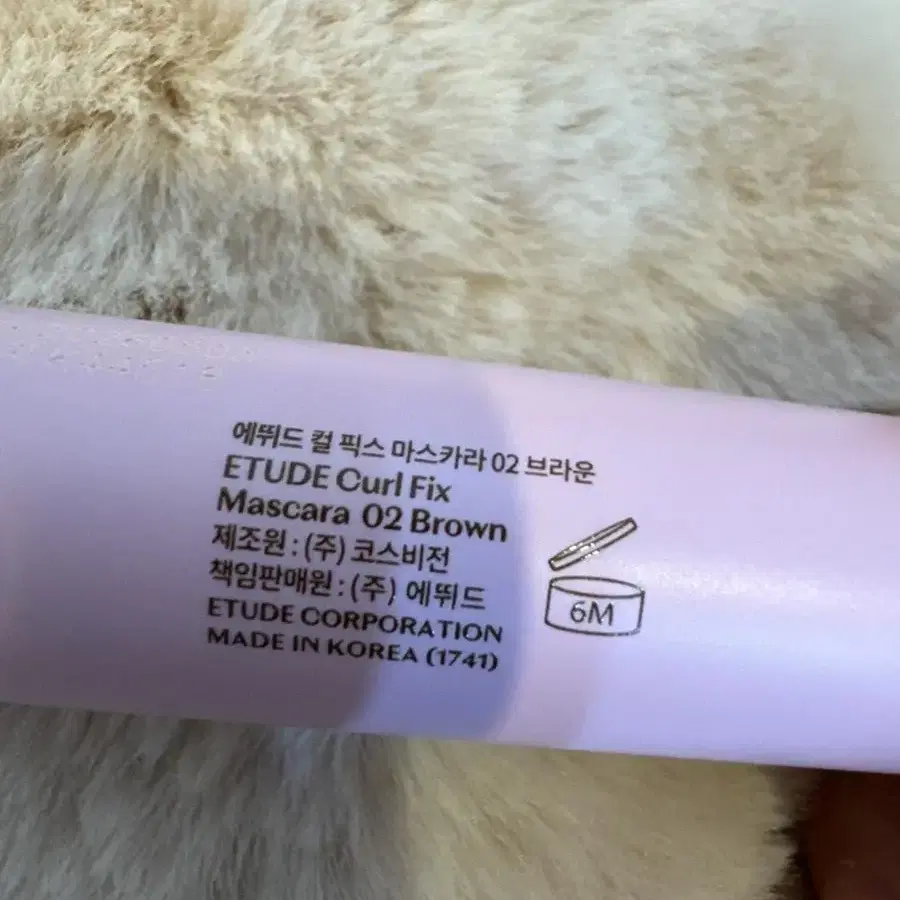 에뛰드 컬 픽스 마스카라 02 브라운
ETUDE Curl Fix
Mascara 02 Brown
제조원 : (주) 코스비전
책임판매원 : (주) 에뛰드
ETUDE CORPORATION
MADE IN KOREA (1741)
6M